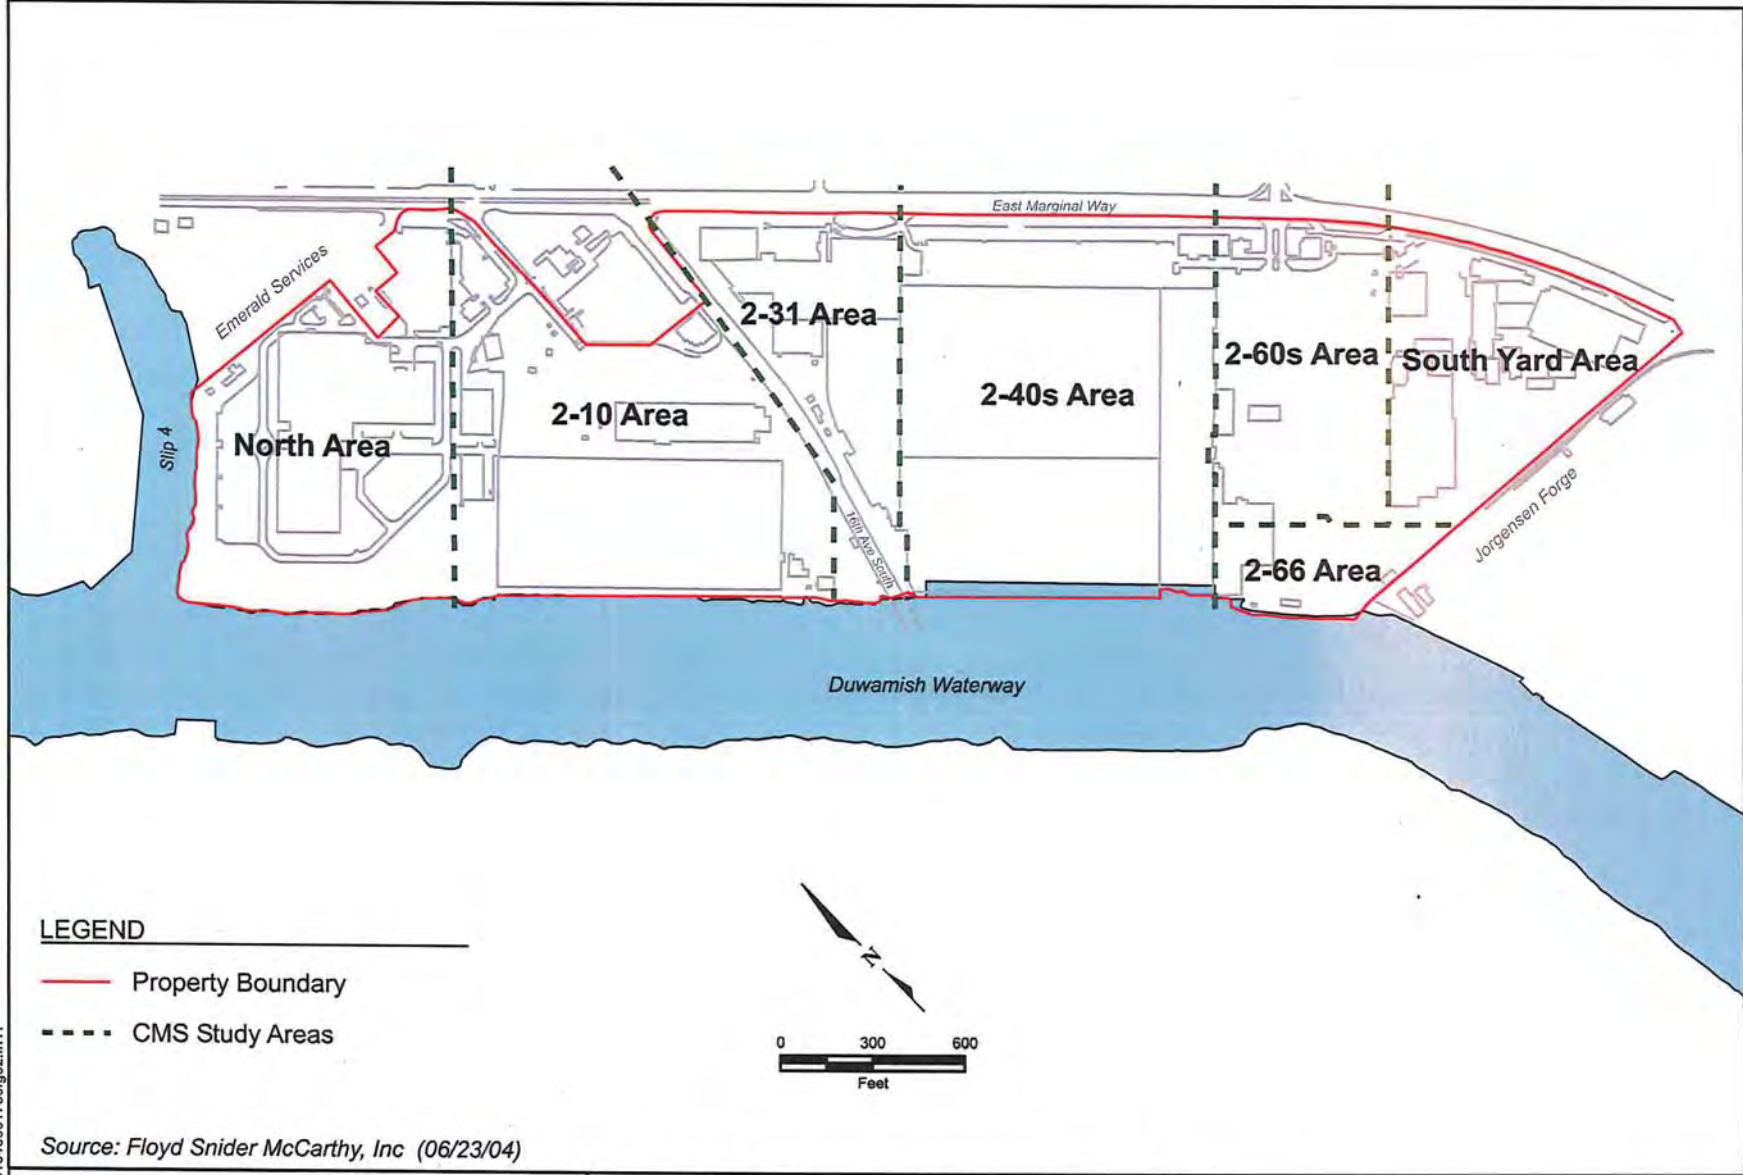 East Marginal Way
Emerald Services
2-31 Area
2-60s Area
South Yard Area
2-40s Area
2-10 Area
North Area
Slip 4
Jorgensen Forge
16th Ave South
2-66 Area
Duwamish Waterway
N
LEGEND
Property Boundary
CMS Study Areas
0 300 600
Feet
Source: Floyd Snider McCarthy, Inc (06/23/04)